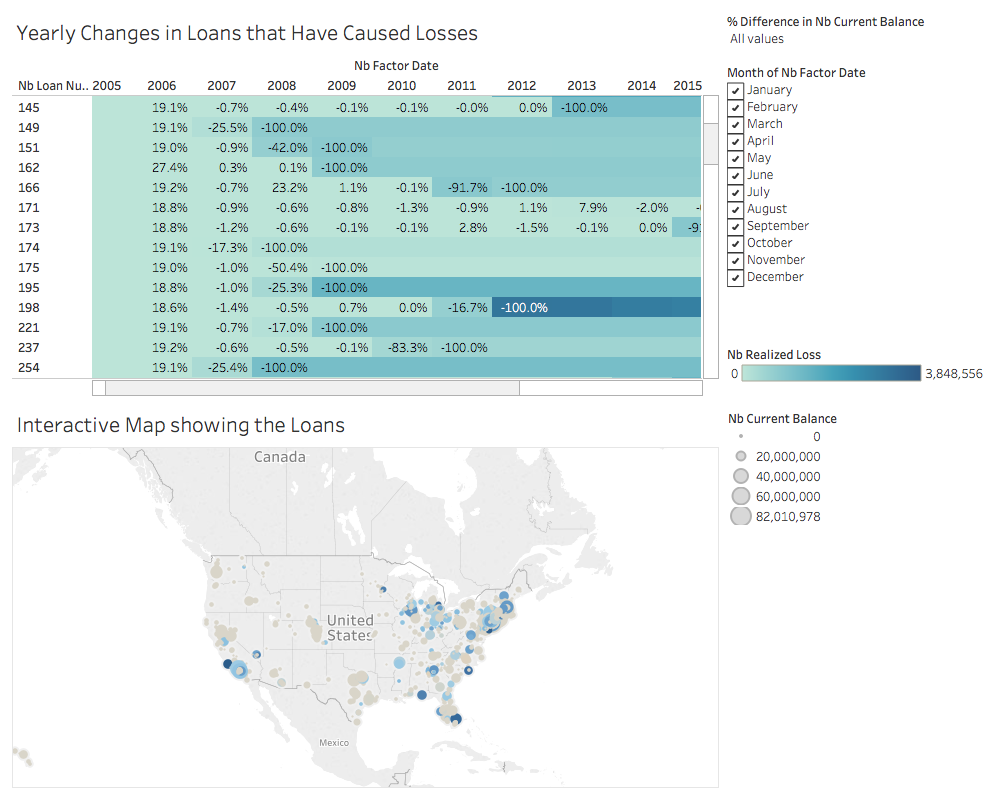 Yearly Changes in Loans that Have Caused Losses
Nb Factor Date
Nb Loan Nu.. 2005 2006 2007 2008 2009 2010 2011 2012 2013 2014 2015
145 19.1% -0.7% -0.4% -0.1% -0.1% -0.0% 0.0% -100.0%
149 19.1% -25.5% -100.0%
151 19.0% -0.9% -42.0% -100.0%
162 27.4% 0.3% 0.1% -100.0%
166 19.2% -0.7% 23.2% 1.1% -0.1% -91.7% -100.0%
171 18.8% -0.9% -0.6% -0.8% -1.3% -0.9% 1.1% 7.9% -2.0%
173 18.8% -1.2% -0.6% -0.1% -0.1% 2.8% -1.5% -0.1% 0.0%
174 19.1% -17.3% -100.0%
175 19.0% -1.0% -50.4% -100.0%
195 18.8% -1.0% -25.3% -100.0%
198 18.6% -1.4% -0.5% 0.7% 0.0% -16.7% -100.0%
221 19.1% -0.7% -17.0% -100.0%
237 19.2% -0.6% -0.5% -0.1% -83.3% -100.0%
254 19.1% -25.4% -100.0%
% Difference in Nb Current Balance
All values
Month of Nb Factor Date
January
February
March
April
May
June
July
August
September
October
November
December
Nb Realized Loss
0 3,848,556
Nb Current Balance
0
20,000,000
40,000,000
60,000,000
82,010,978
Interactive Map showing the Loans
Canada
United
States
Mexico